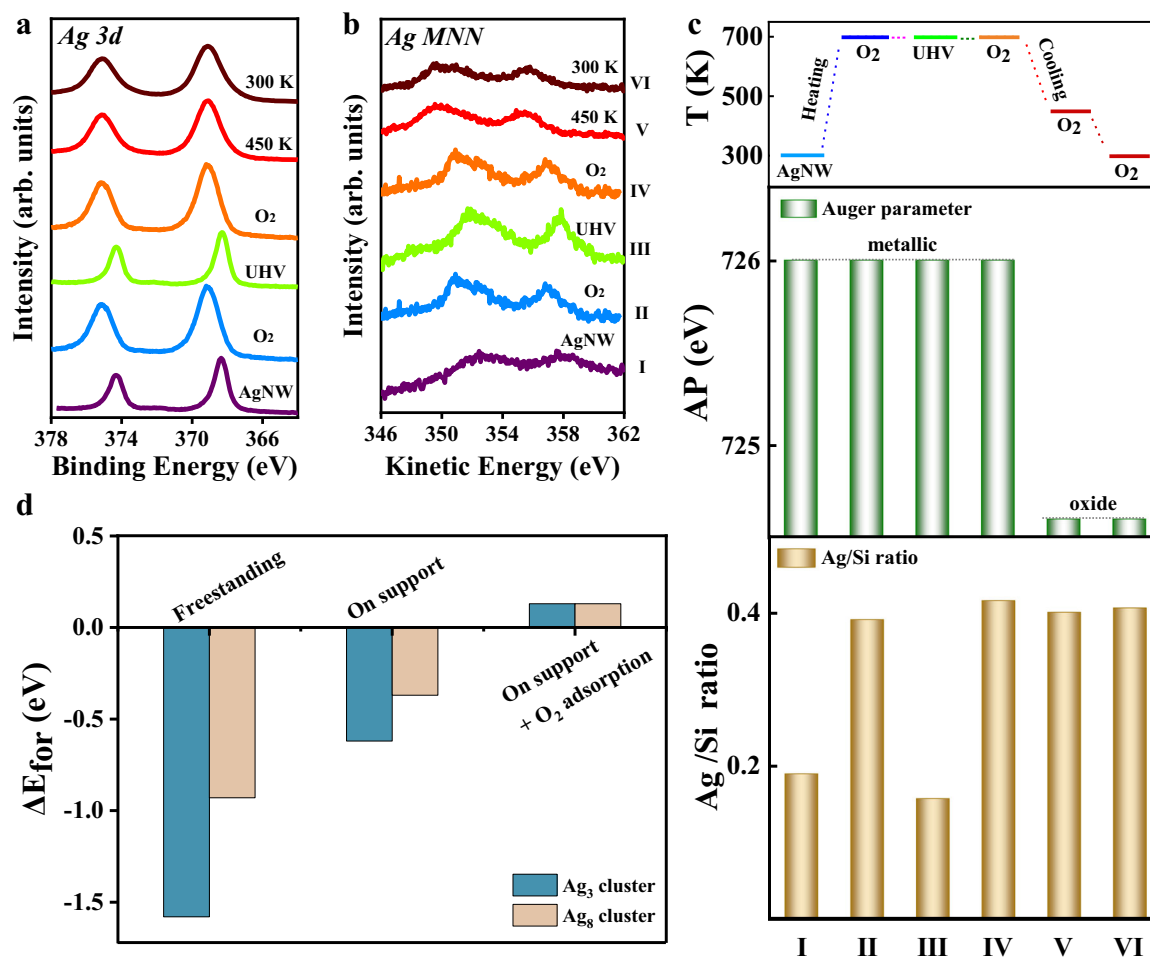 a
Ag 3d
300 K
450 K
O2
UHV
O2
AgNW
Intensity (arb. units)
378 374 370 366
Binding Energy (eV)
b
Ag MNN
300 K
VI
450 K
V
O2
IV
UHV
III
O2
II
AgNW
I
Intensity (arb. units)
346 350 354 358 362
Kinetic Energy (eV)
c
T (K)
700
500
300
Heating
O2
UHV
O2
Cooling
AgNW
O2
O2
Auger parameter
metallic
726
AP (eV)
725
oxide
Ag/Si ratio
0.4
Ag /Si ratio
0.2
I II III IV V VI
d
0.5
0.0
-0.5
-1.0
-1.5
ΔEfor (eV)
Freestanding
On support
On support
+ O2 adsorption
Ag3 cluster
Ag8 cluster